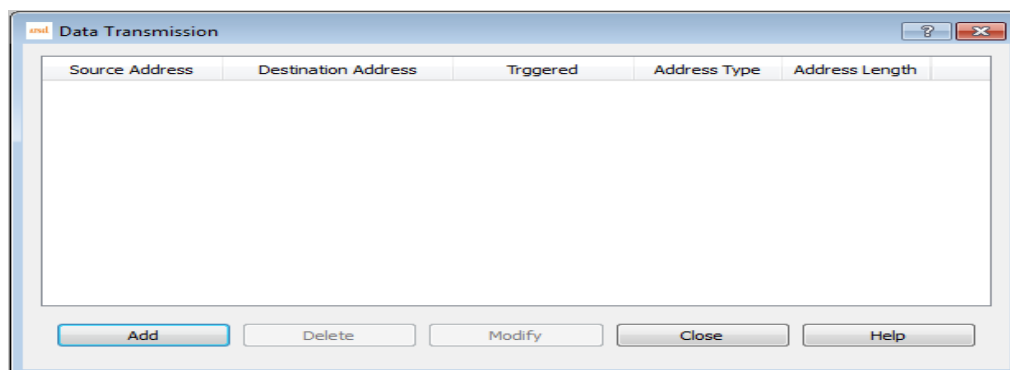 Data Transmission
Source Address Destination Address Trggered Address Type Address Length
Add Delete Modify Close Help